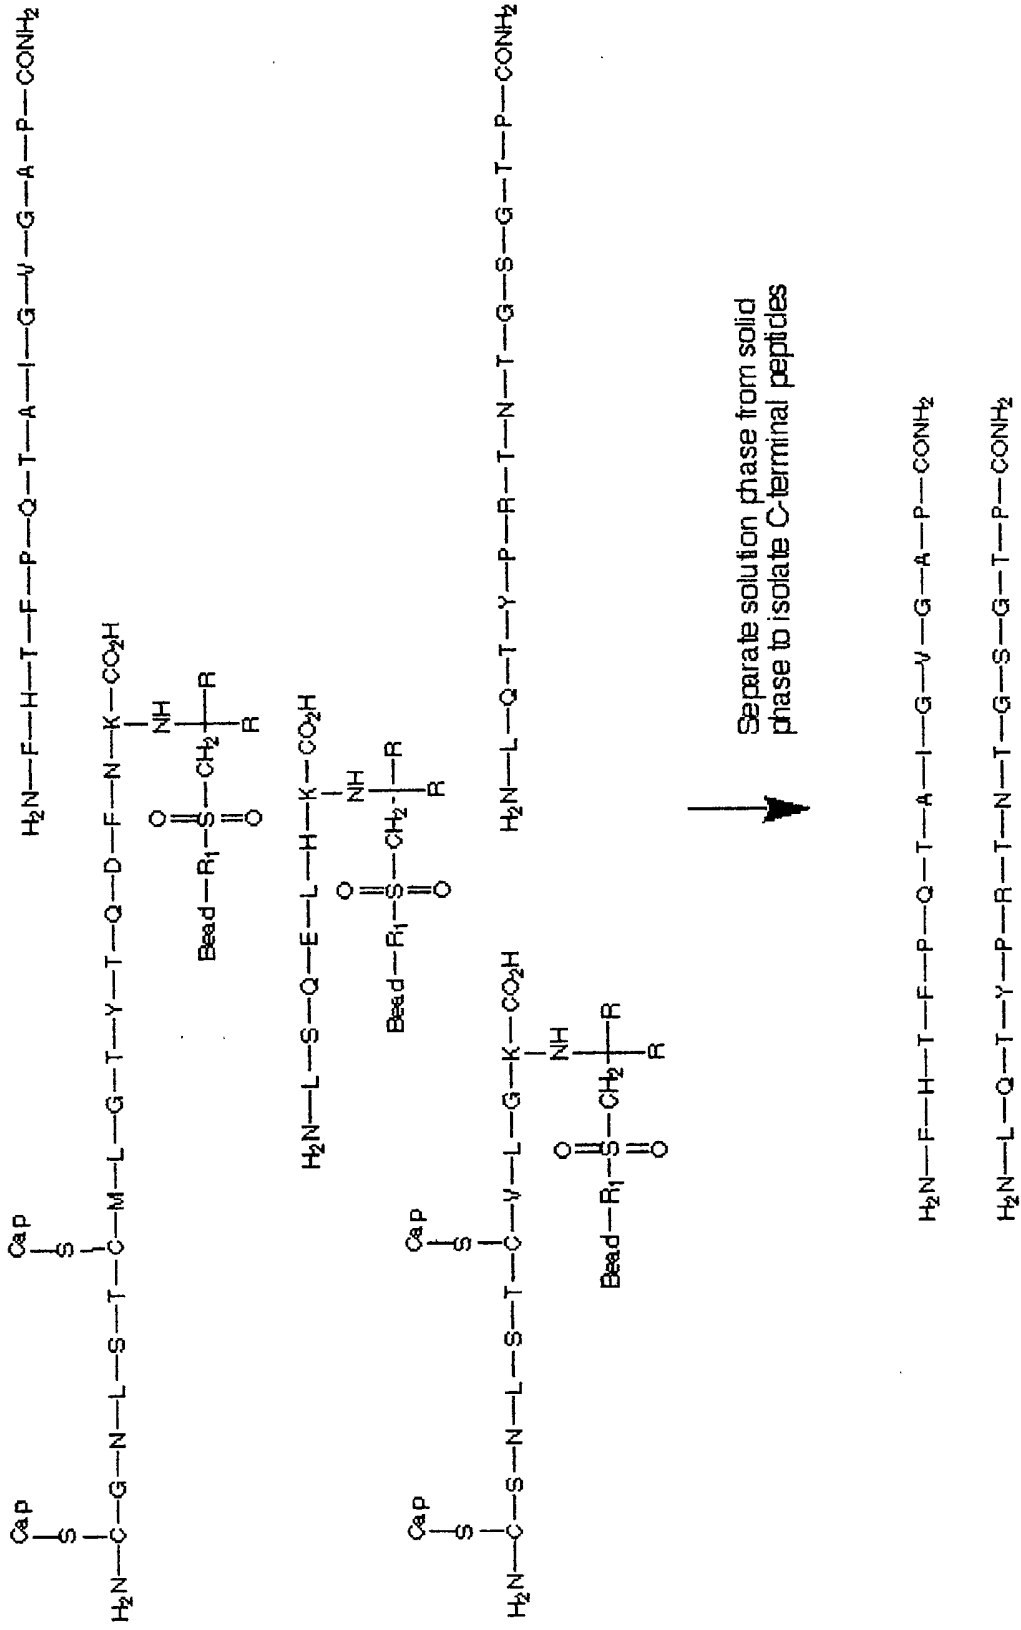 Cap
Cap
H₂N—C—G—N—L—S—T—C—M—L—G—T—Y—T—Q—D—F—N—K—CO₂H
S
S
NH
Bead—R₁—S—CH₂
O
O
R
R
H₂N—F—H—T—F—P—Q—T—A—I—G—V—G—A—P—CONH₂
H₂N—L—S—Q—E—L—H—K—CO₂H
NH
Bead—R₁—S—CH₂
O
O
R
R
Cap
Cap
S
S
H₂N—C—S—N—L—S—T—C—V—L—G—K—CO₂H
NH
Bead—R₁—S—CH₂
O
O
R
R
H₂N—L—Q—T—Y—P—R—T—N—T—G—S—G—T—P—CONH₂
Separate solution phase from solid
phase to isolate C-terminal peptides
H₂N—F—H—T—F—P—Q—T—A—I—G—V—G—A—P—CONH₂
H₂N—L—Q—T—Y—P—R—T—N—T—G—S—G—T—P—CONH₂